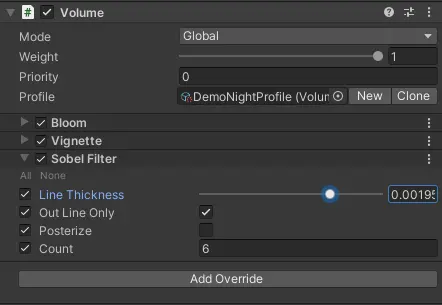 Volume
Mode Global
Weight 1
Priority 0
Profile DemoNightProfile (Volun New Clone
Bloom
Vignette
Sobel Filter
All None
Line Thickness 0.00195
Out Line Only
Posterize
Count 6
Add Override